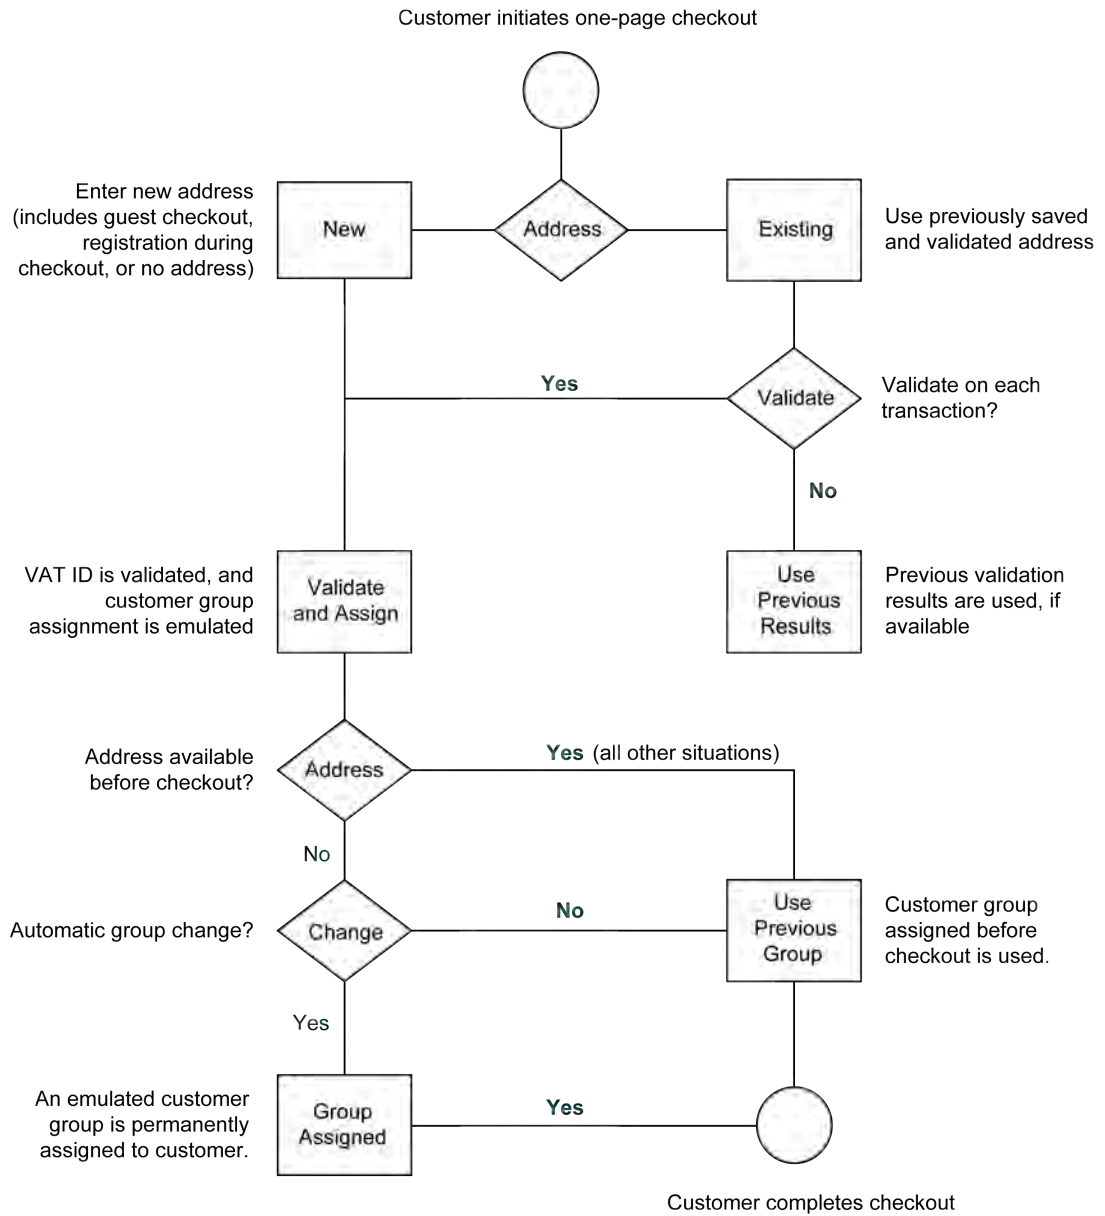 Customer initiates one-page checkout
Enter new address
(includes guest checkout,
registration during
checkout, or no address)
New
Address
Existing
Use previously saved
and validated address
Yes
Validate
Validate on each
transaction?
No
VAT ID is validated, and
customer group
assignment is emulated
Validate
and Assign
Use
Previous
Results
Previous validation
results are used, if
available
Address available
before checkout?
Address
Yes (all other situations)
No
Automatic group change?
Change
No
Use
Previous
Group
Customer group
assigned before
checkout is used.
Yes
An emulated customer
group is permanently
assigned to customer.
Group
Assigned
Yes
Customer completes checkout